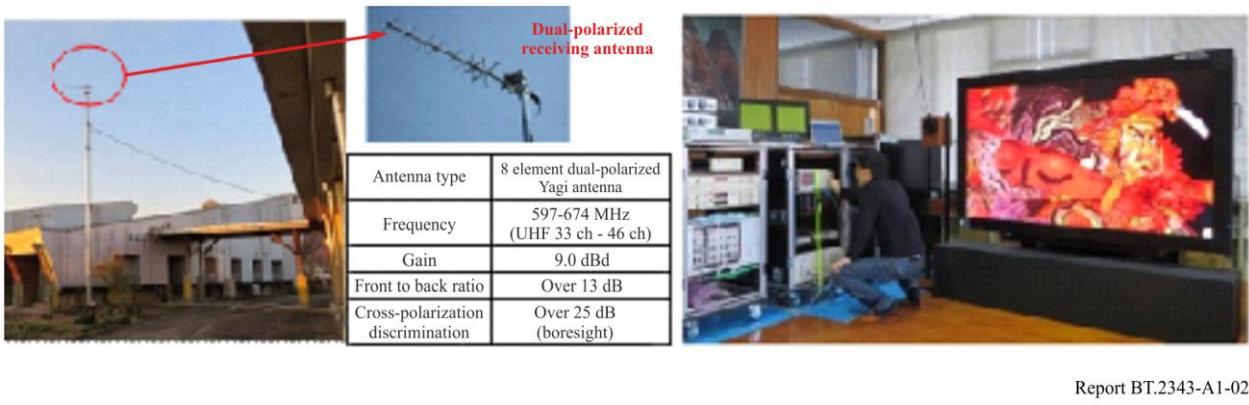 Dual-polarized
receiving antenna
Antenna type
8 element dual-polarized
Yagi antenna
Frequency
597-674 MHz
(UHF 33 ch - 46 ch)
Gain
9.0 dBd
Front to back ratio
Over 13 dB
Cross-polarization
discrimination
Over 25 dB
(boresight)
Report BT.2343-A1-02